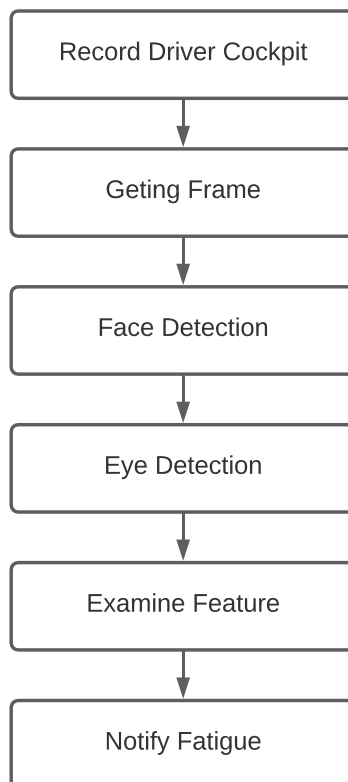 Record Driver Cockpit
Geting Frame
Face Detection
Eye Detection
Examine Feature
Notify Fatigue